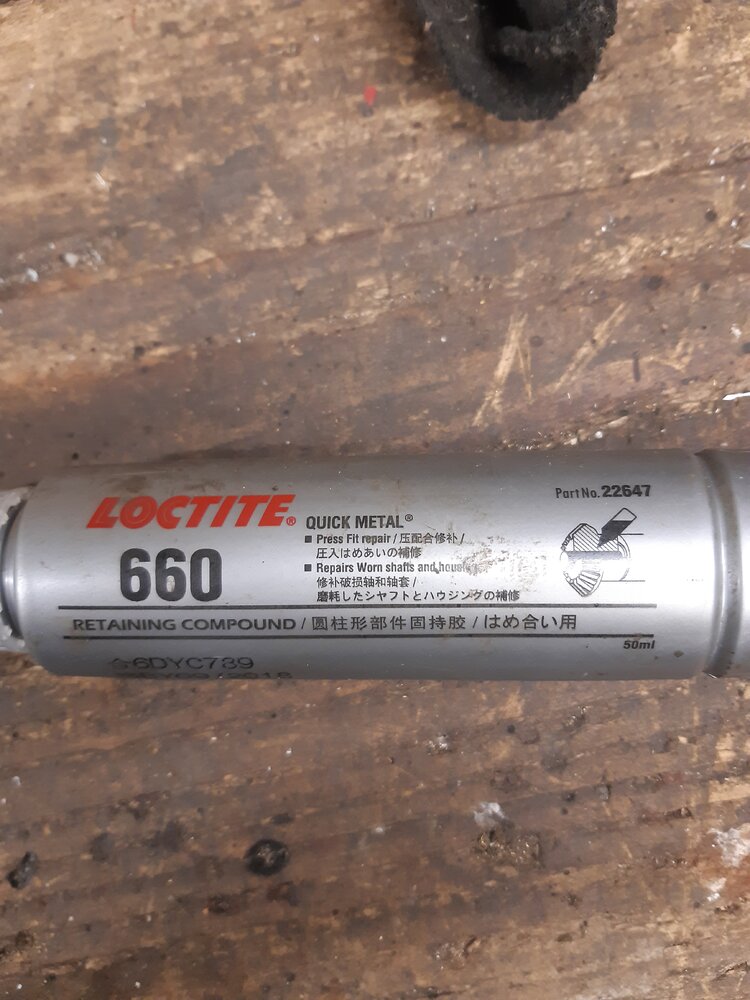 LOCTITE®
660
QUICK METAL®
■ Press Fit repair / 压配合修补 /
圧入はめあいの補修
■ Repairs Worn shafts and
修补破损轴和轴套 /
磨耗したシャフトとハウジングの補修
Part No. 22647
RETAINING COMPOUND / 圆柱形部件固持胶 / はめ合い用
50ml
6DYC789